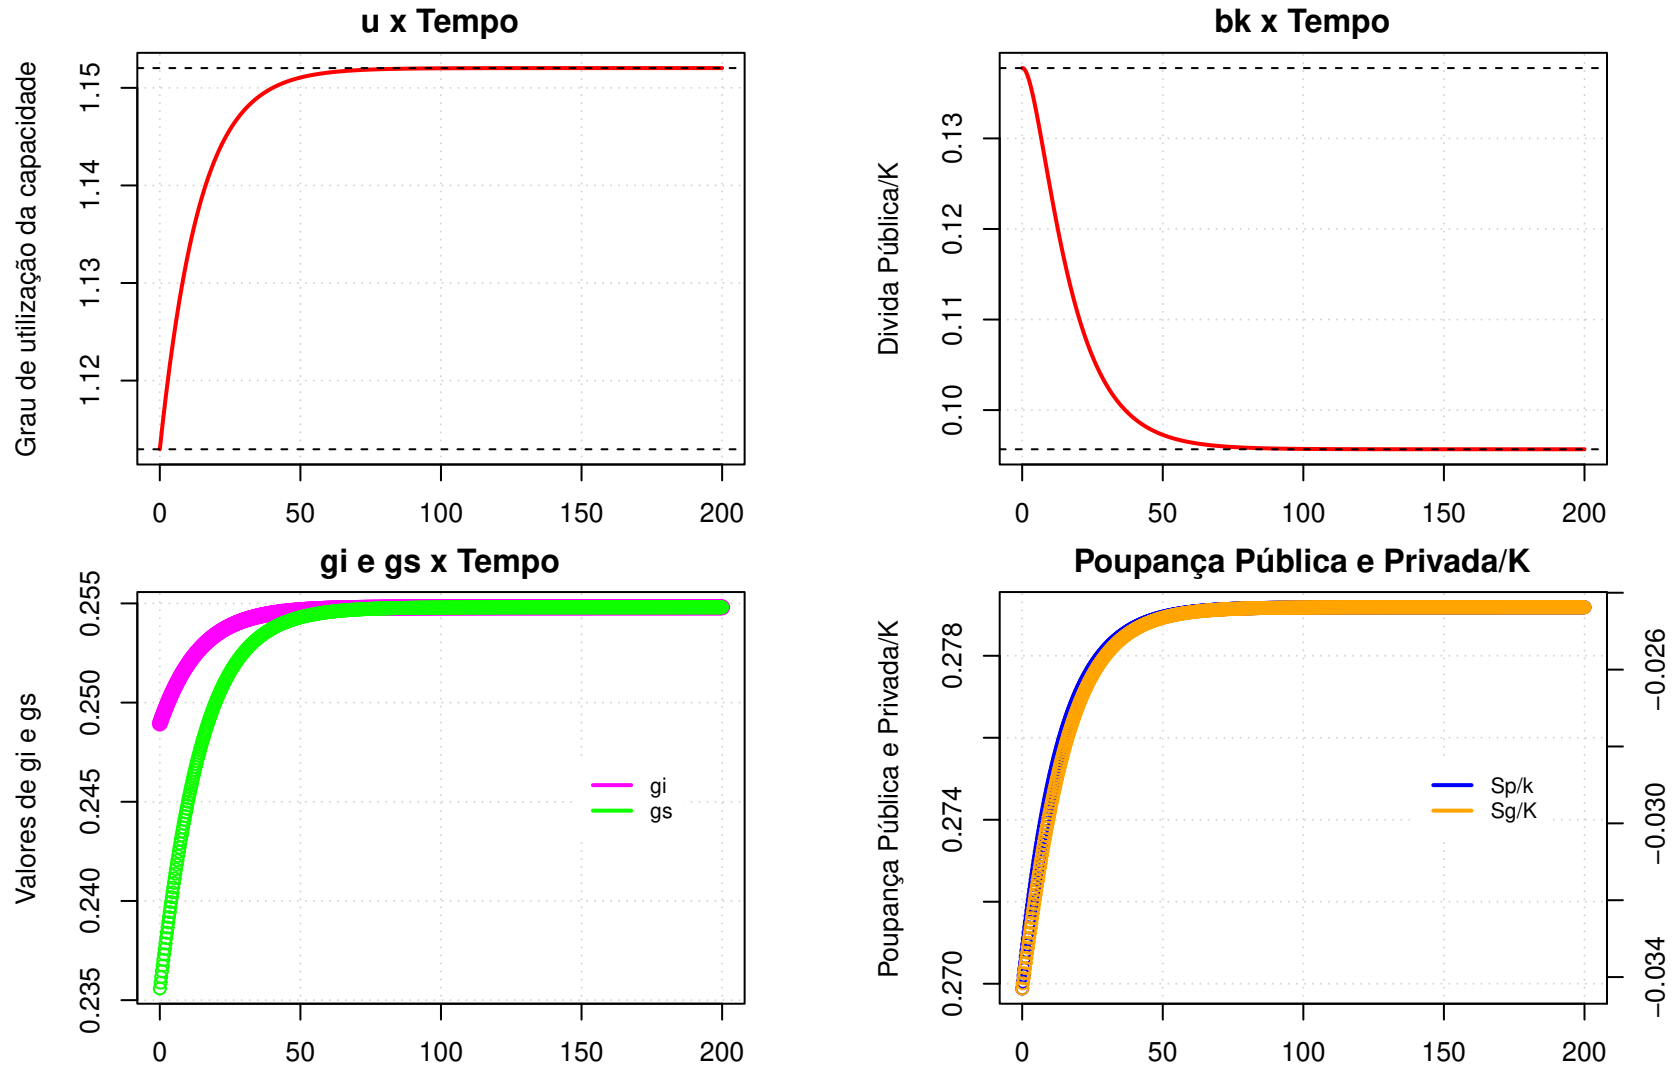 u x Tempo
Grau de utilização da capacidade
1.15
1.14
1.13
1.12
0 50 100 150 200
bk x Tempo
Divida Pública/K
0.13
0.12
0.11
0.10
0 50 100 150 200
gi e gs x Tempo
Valores de gi e gs
0.255
0.250
0.245
0.240
0.235
gi
gs
0 50 100 150 200
Poupança Pública e Privada/K
Poupança Pública e Privada/K
0.278
0.274
0.270
Sp/k
Sg/K
−0.026
−0.030
−0.034
0 50 100 150 200